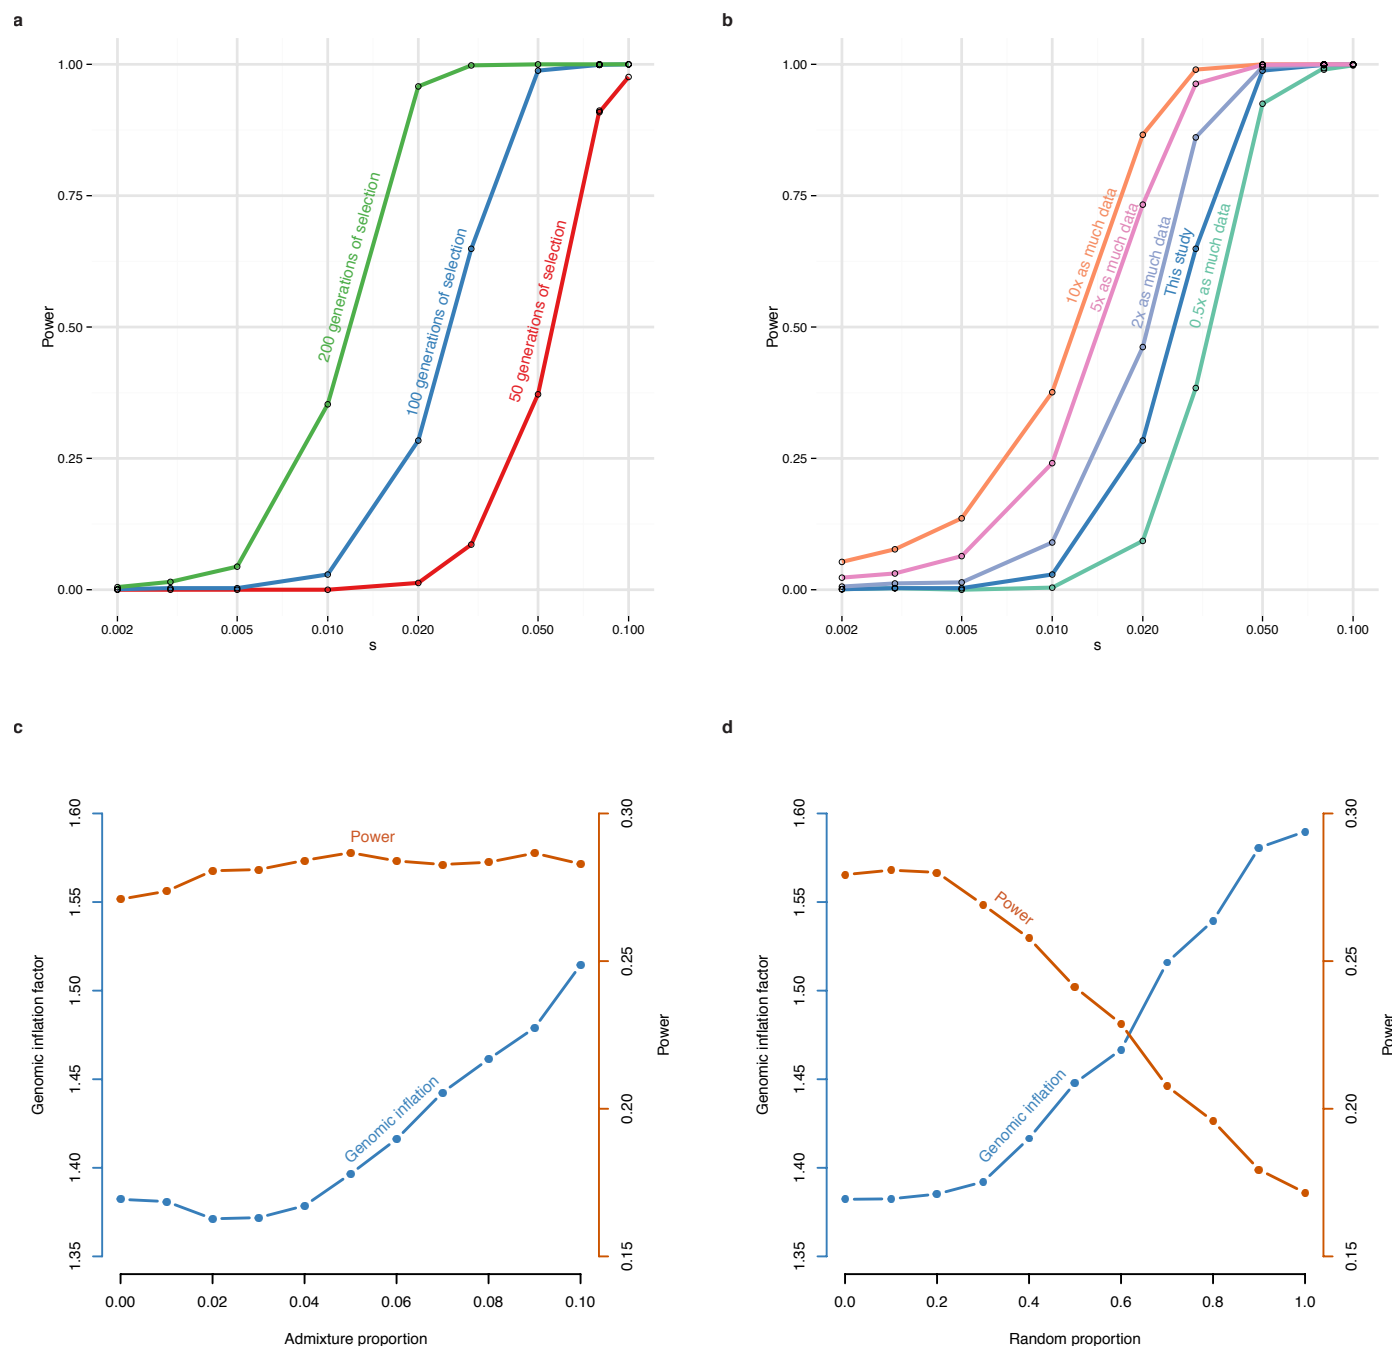 a
1.00
0.75
0.50
0.25
0.00
Power
200 generations of selection
100 generations of selection
50 generations of selection
0.002
0.005
0.010
0.020
0.050
0.100
s
b
1.00
0.75
0.50
0.25
0.00
Power
10x as much data
5x as much data
2x as much data
This study
0.5x as much data
0.002
0.005
0.010
0.020
0.050
0.100
s
c
1.60
1.55
1.50
1.45
1.40
1.35
Genomic inflation factor
Power
Genomic inflation
0.30
0.25
0.20
0.15
Power
0.00
0.02
0.04
0.06
0.08
0.10
Admixture proportion
d
1.60
1.55
1.50
1.45
1.40
1.35
Genomic inflation factor
Power
Genomic inflation
0.30
0.25
0.20
0.15
Power
0.0
0.2
0.4
0.6
0.8
1.0
Random proportion